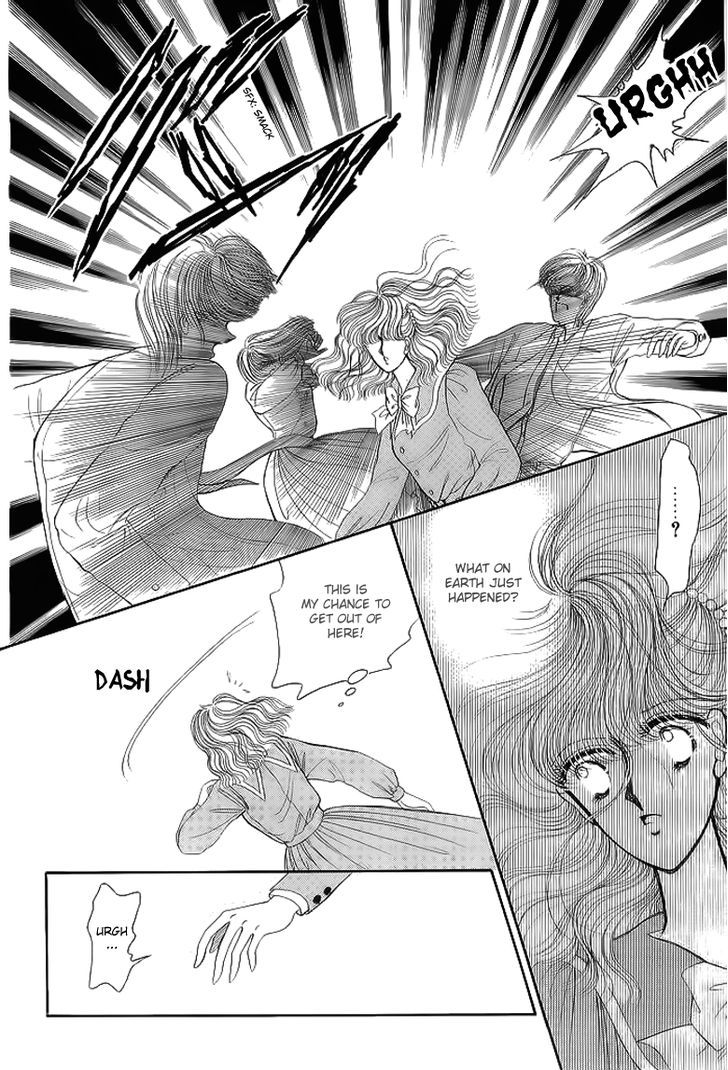 URGHH
SFX: SMACK
......
?
WHAT ON
EARTH JUST
HAPPENED?
THIS IS
MY CHANCE TO
GET OUT OF
HERE!
DASH
URGH
...